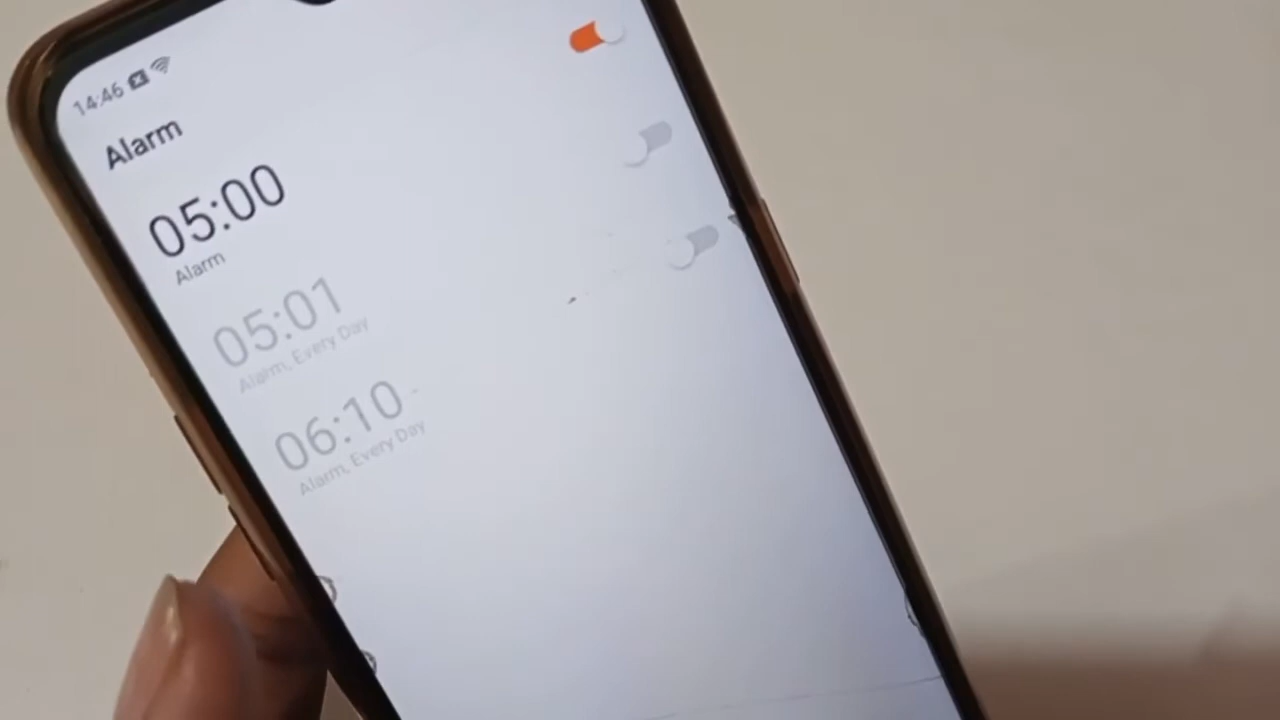 14:46
Alarm
05:00
Alarm
05:01
Alarm, Every Day
06:10
Alarm, Every Day